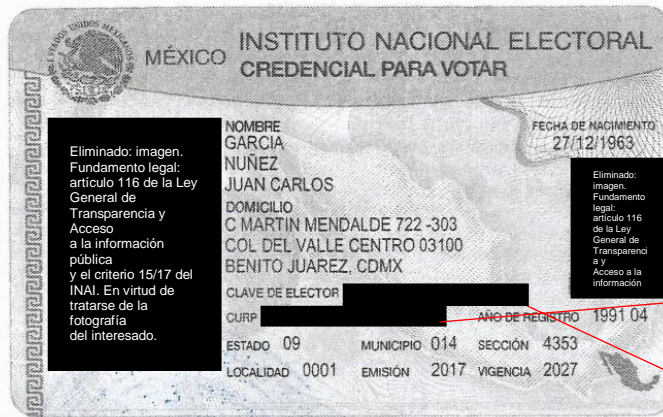 ESTADOS UNIDOS MEXICANOS
MÉXICO
INSTITUTO NACIONAL ELECTORAL
CREDENCIAL PARA VOTAR
Eliminado: imagen.
Fundamento legal:
artículo 116 de la Ley
General de
Transparencia y
Acceso
a la información
pública
y el criterio 15/17 del
INAI. En virtud de
tratarse de la
fotografía
del interesado.
NOMBRE
GARCIA
NUÑEZ
JUAN CARLOS
FECHA DE NACIMIENTO
27/12/1963
DOMICILIO
C MARTIN MENDALDE 722 -303
COL DEL VALLE CENTRO 03100
BENITO JUAREZ, CDMX
Eliminado:
imagen.
Fundamento
legal:
artículo 116
de la Ley
General de
Transparenci
a y
Acceso a la
información
CLAVE DE ELECTOR
CURP
AÑO DE REGISTRO 1991 04
ESTADO 09 MUNICIPIO 014 SECCIÓN 4353
LOCALIDAD 0001 EMISIÓN 2017 VIGENCIA 2027